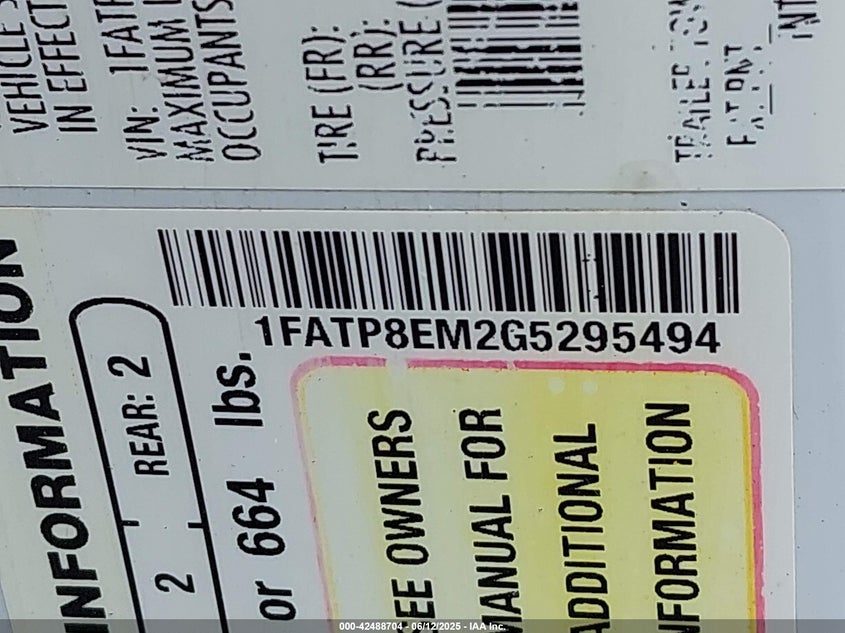 VEHICLE
IN EFFECT
VIN: 1FATP
MAXIMUM
OCCUPANTS
TIRE (FR):
(RR):
PRESSURE (
1FATP8EM2G5295494
INFORMATION
REAR: 2
2
or 664 lbs.
SEE OWNERS
MANUAL FOR
ADDITIONAL
INFORMATION
000-42488704 - 06/12/2025 - IAA Inc.